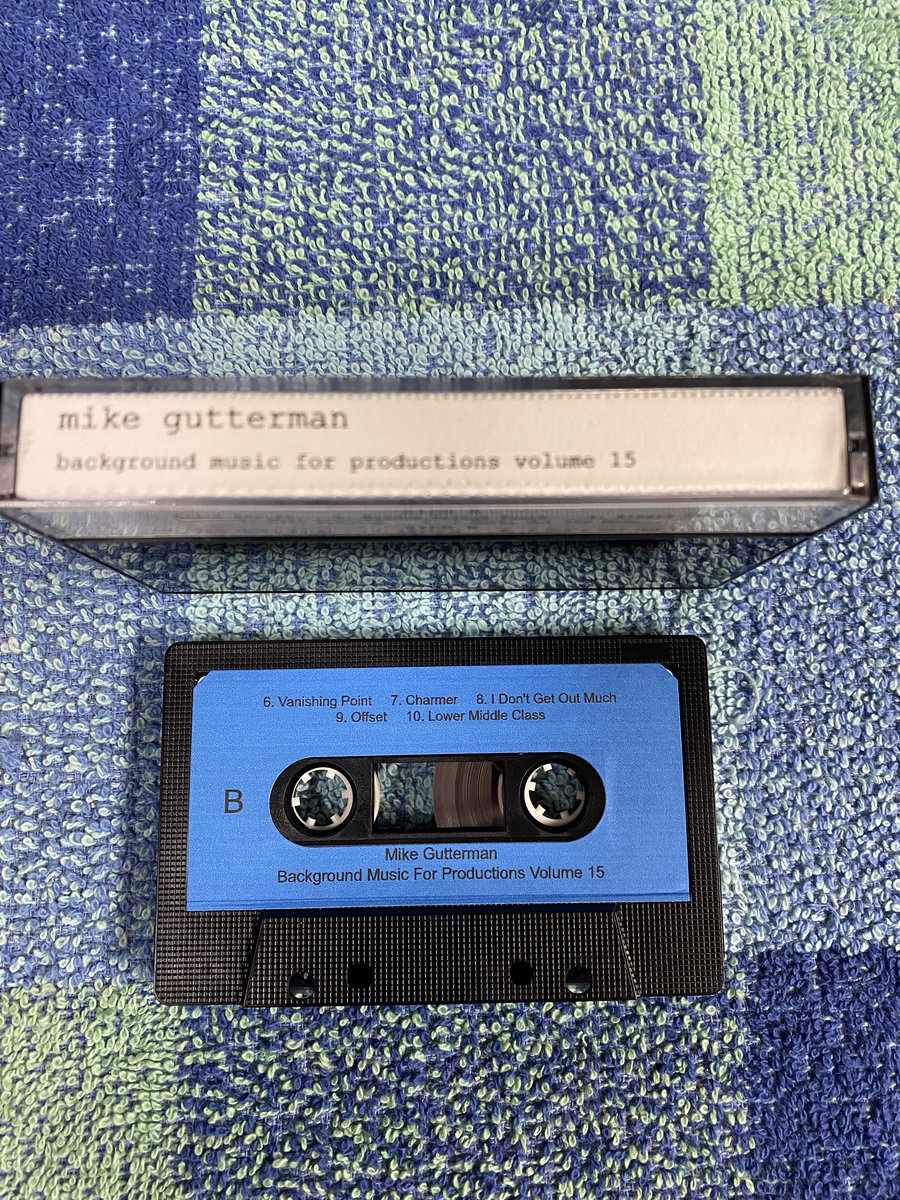 mike gutterman
background music for productions volume 15
6. Vanishing Point 7. Charmer 8. I Don't Get Out Much
9. Offset 10. Lower Middle Class
B
Mike Gutterman
Background Music For Productions Volume 15